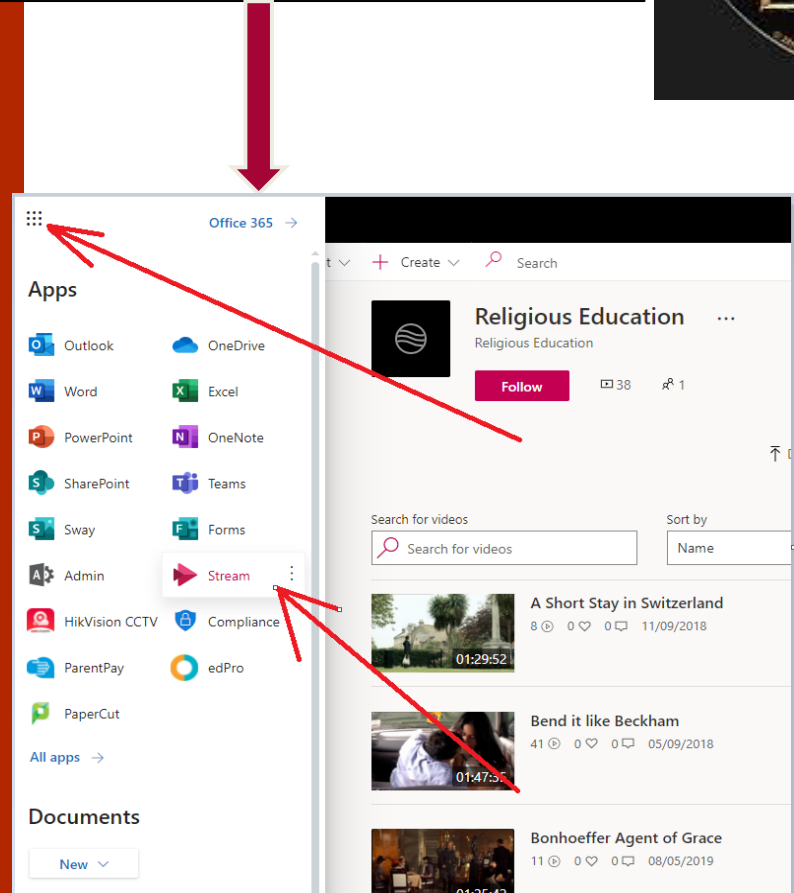 Office 365 →
Apps
Outlook OneDrive
Word Excel
PowerPoint OneNote
SharePoint Teams
Sway Forms
Admin Stream
HikVision CCTV Compliance
ParentPay edPro
PaperCut
All apps →
Documents
New
t
+ Create Search
Religious Education ...
Religious Education
Follow 38 1
Search for videos Sort by
Search for videos Name
A Short Stay in Switzerland
8 0 0 11/09/2018
01:29:52
Bend it like Beckham
41 0 0 05/09/2018
01:47:35
Bonhoeffer Agent of Grace
11 0 0 08/05/2019